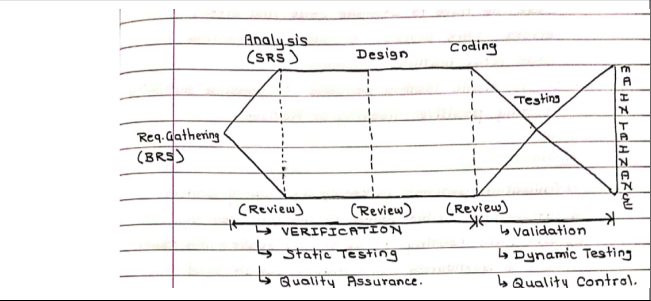 Analysis
(SRS)
Design
Coding
Testing
MAINTAINANCE
Req. Gathering
(BRS)
(Review) (Review) (Review)
↳ VERIFICATION
↳ Static Testing
↳ Quality Assurance.
↳ Validation
↳ Dynamic Testing
↳ Quality Control.